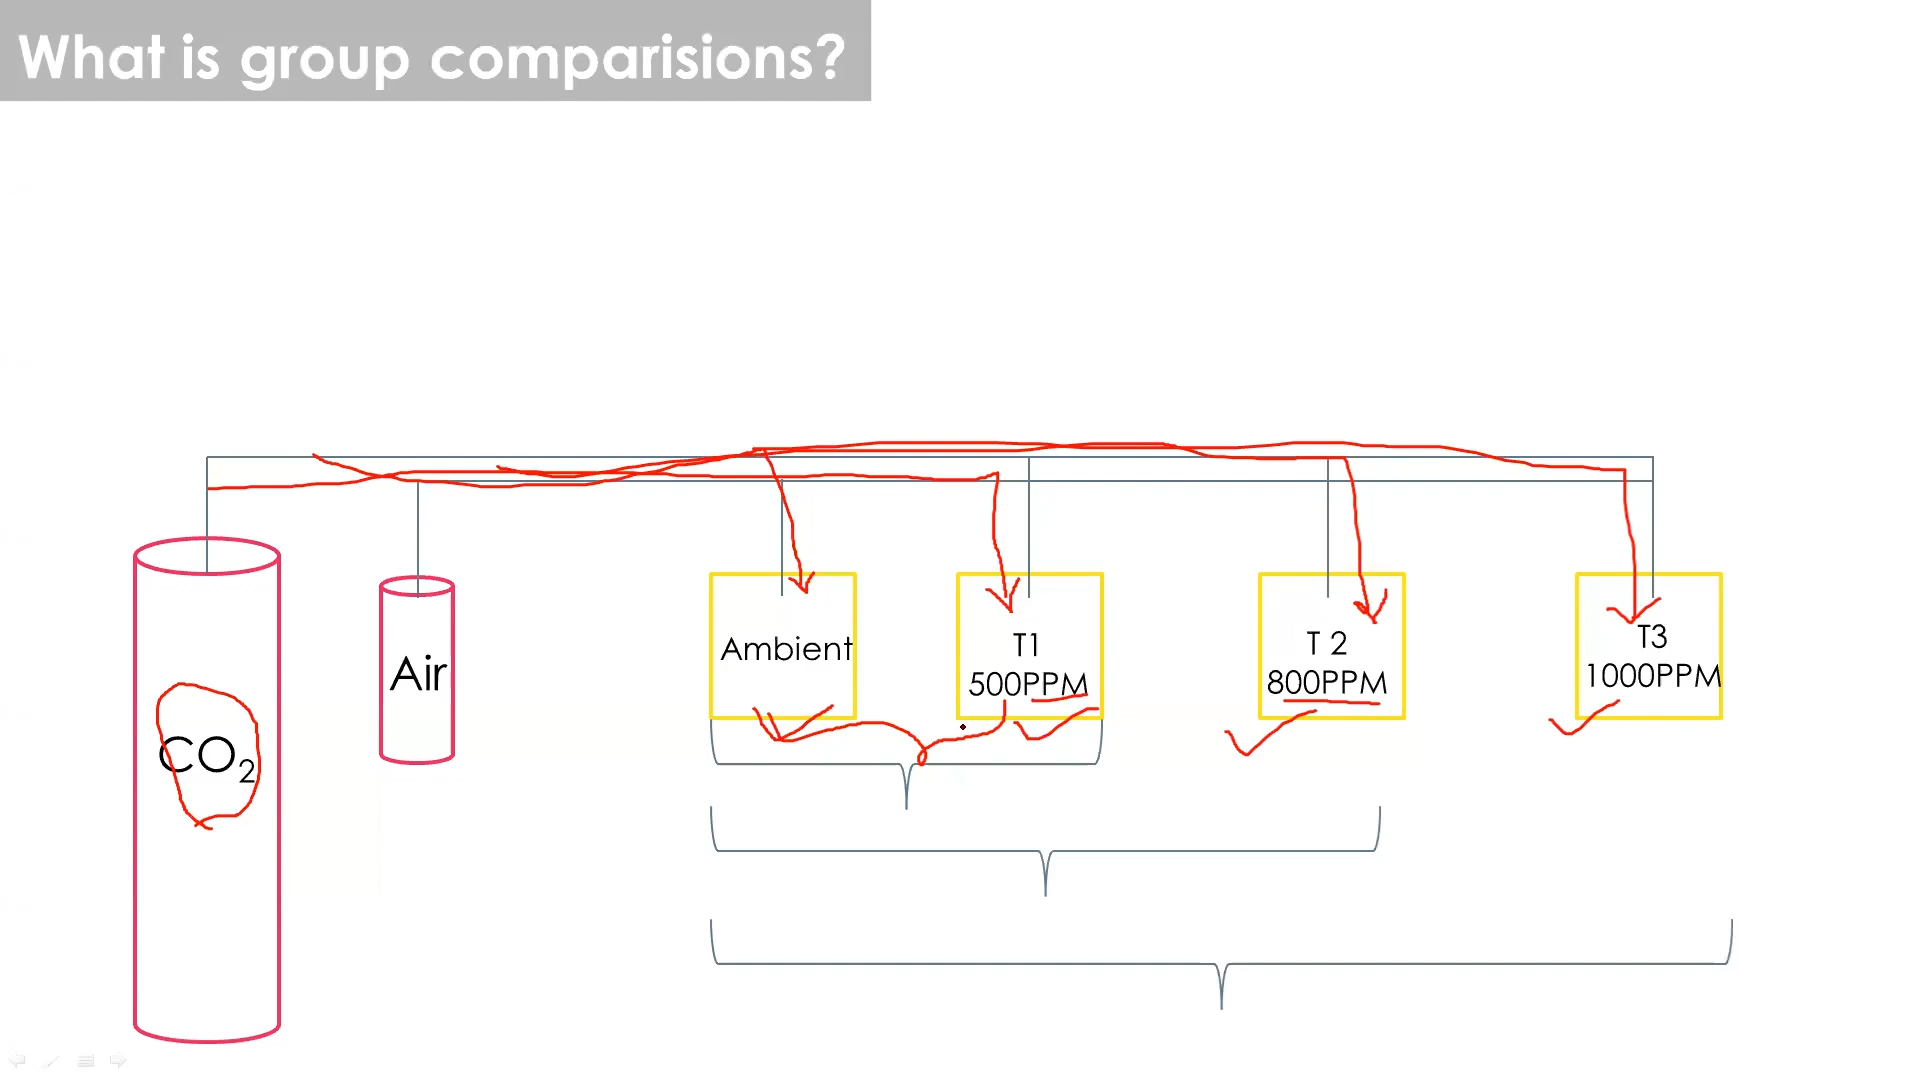 What is group comparisions?
CO₂
Air
Ambient
T1
500PPM
T 2
800PPM
T3
1000PPM